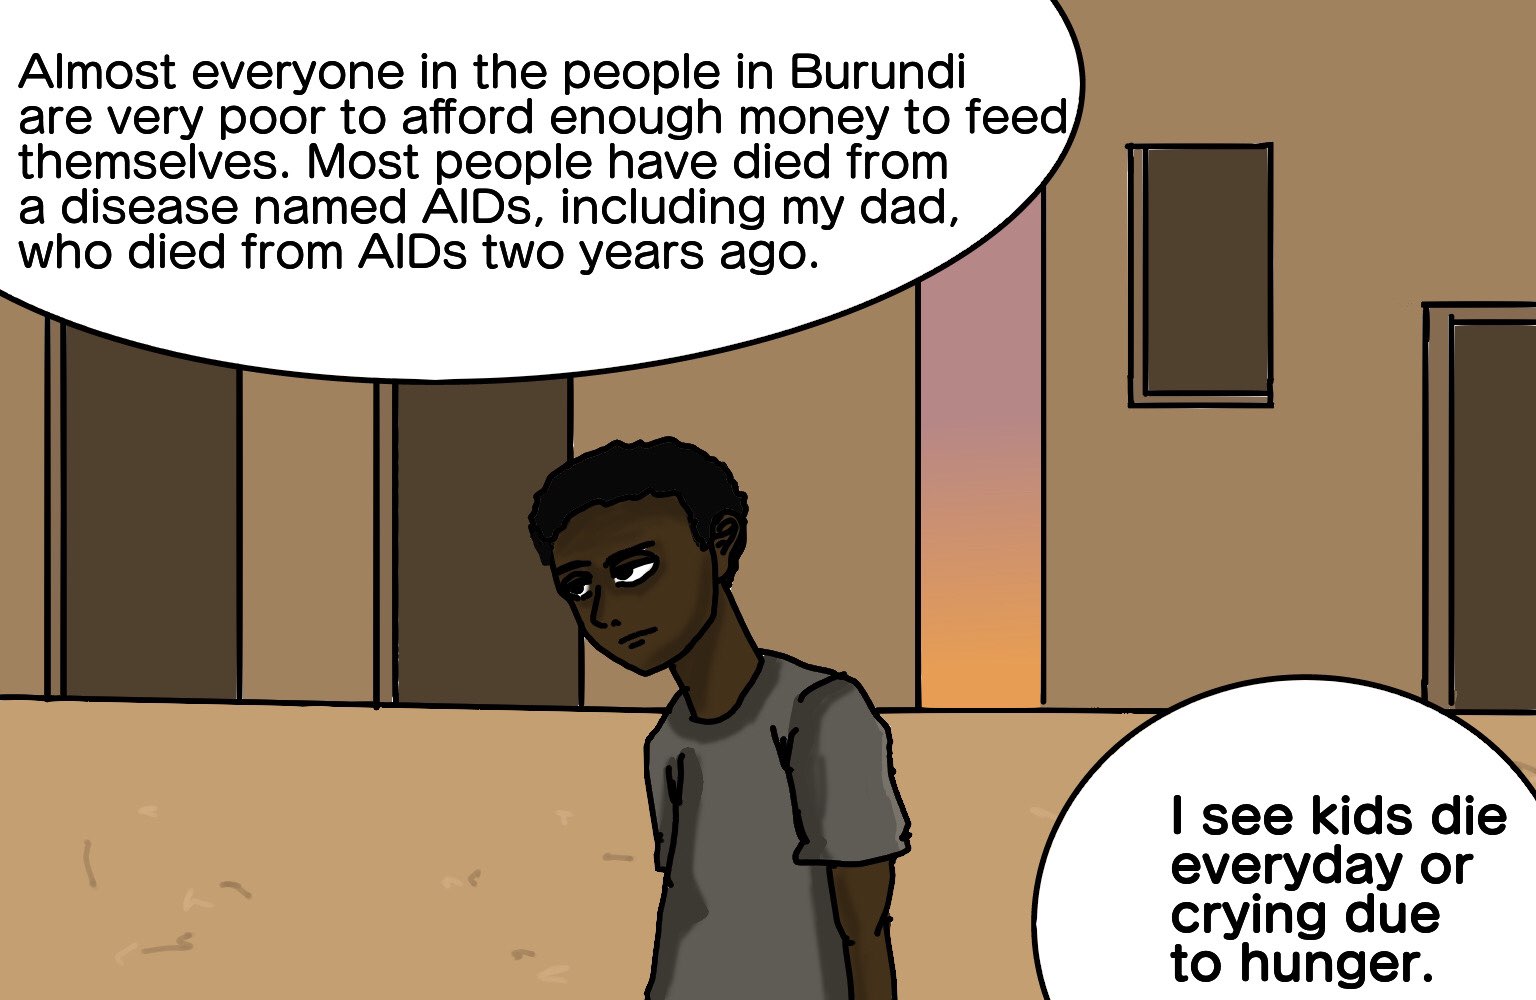 Almost everyone in the people in Burundi
are very poor to afford enough money to feed
themselves. Most people have died from
a disease named AIDs, including my dad,
who died from AIDs two years ago.
I see kids die
everyday or
crying due
to hunger.